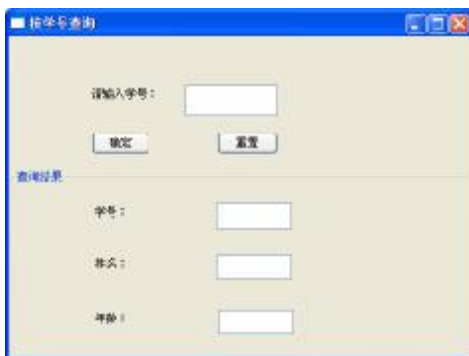 按学号查询
请输入学号：
确定 重置
查询结果
学号：
姓名：
年龄：